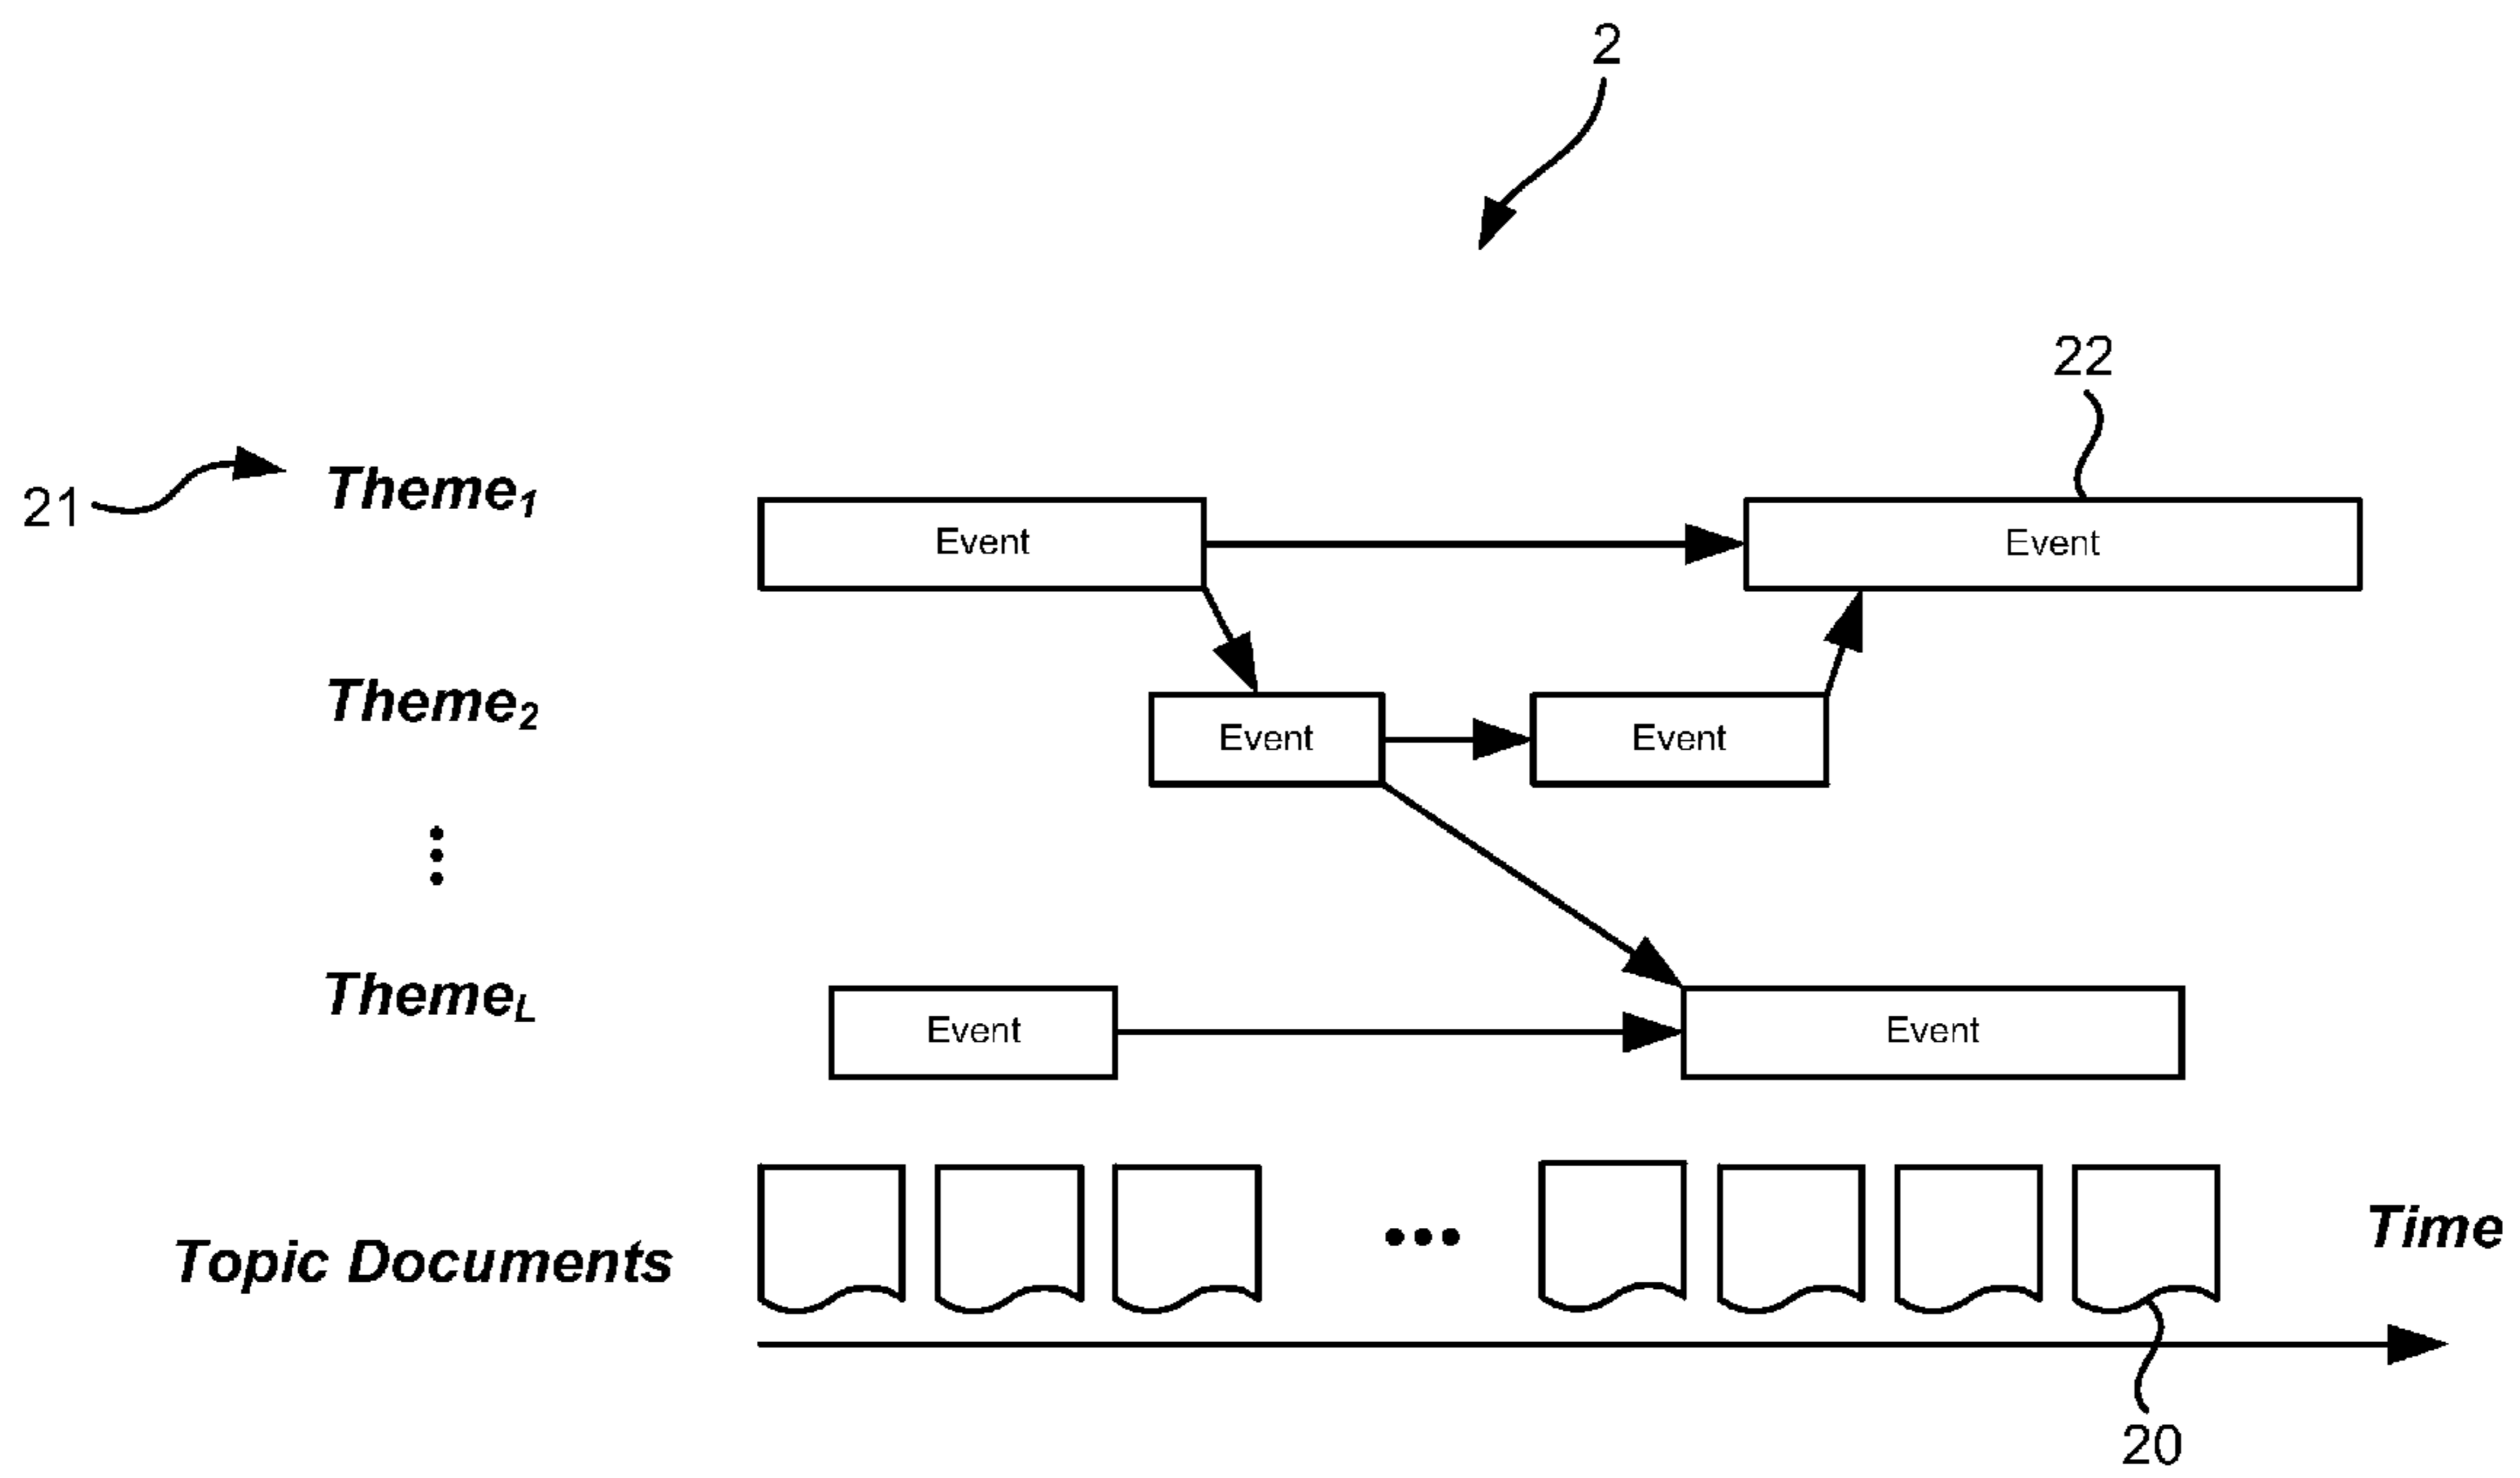 2
22
21
Theme1
Event Event
Theme2
Event Event
ThemeL
Event Event
Topic Documents
Time
20